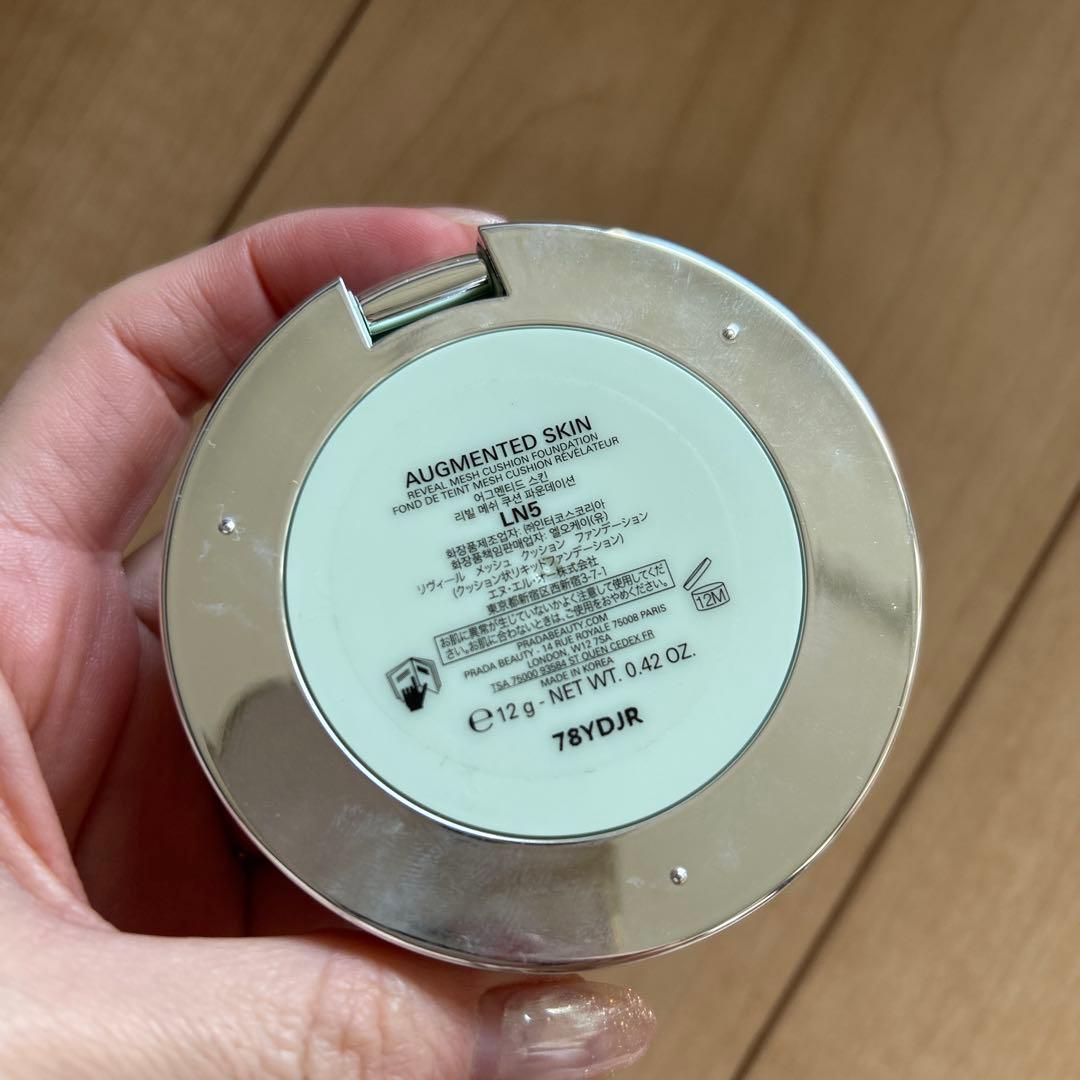 AUGMENTED SKIN
REVEAL MESH CUSHION FOUNDATION
FOND DE TEINT MESH CUSHION RÉVÉLATEUR
어그멘티드 스킨
리빌 메쉬 쿠션 파운데이션
LN5
화장품제조업자: ㈜인터코스코리아
화장품책임판매업자: 엘오케이(유)
リヴィール メッシュ クッション ファンデーション
(クッション状リキッドファンデーション)
エヌ・エル・オー株式会社
東京都新宿区西新宿3-7-1
お肌に異常が生じていないかよく注意して使用してくだ
さい。お肌に合わないときは、ご使用をおやめください。
12M
PRADABEAUTY.COM
PRADA BEAUTY - 14 RUE ROYALE 75008 PARIS
LONDON, W12 7SA
TSA 75000 93584 ST OUEN CEDEX FR
MADE IN KOREA
℮ 12 g - NET WT. 0.42 OZ.
78YDJR